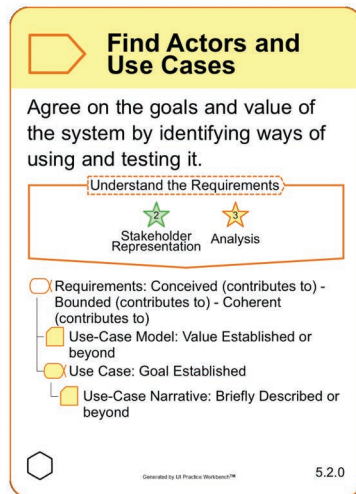 Find Actors and
Use Cases
Agree on the goals and value of
the system by identifying ways of
using and testing it.
Understand the Requirements
2
Stakeholder
Representation
3
Analysis
Requirements: Conceived (contributes to) -
Bounded (contributes to) - Coherent
(contributes to)
Use-Case Model: Value Established or
beyond
Use Case: Goal Established
Use-Case Narrative: Briefly Described or
beyond
Generated by IJI Practice Workbench™
5.2.0